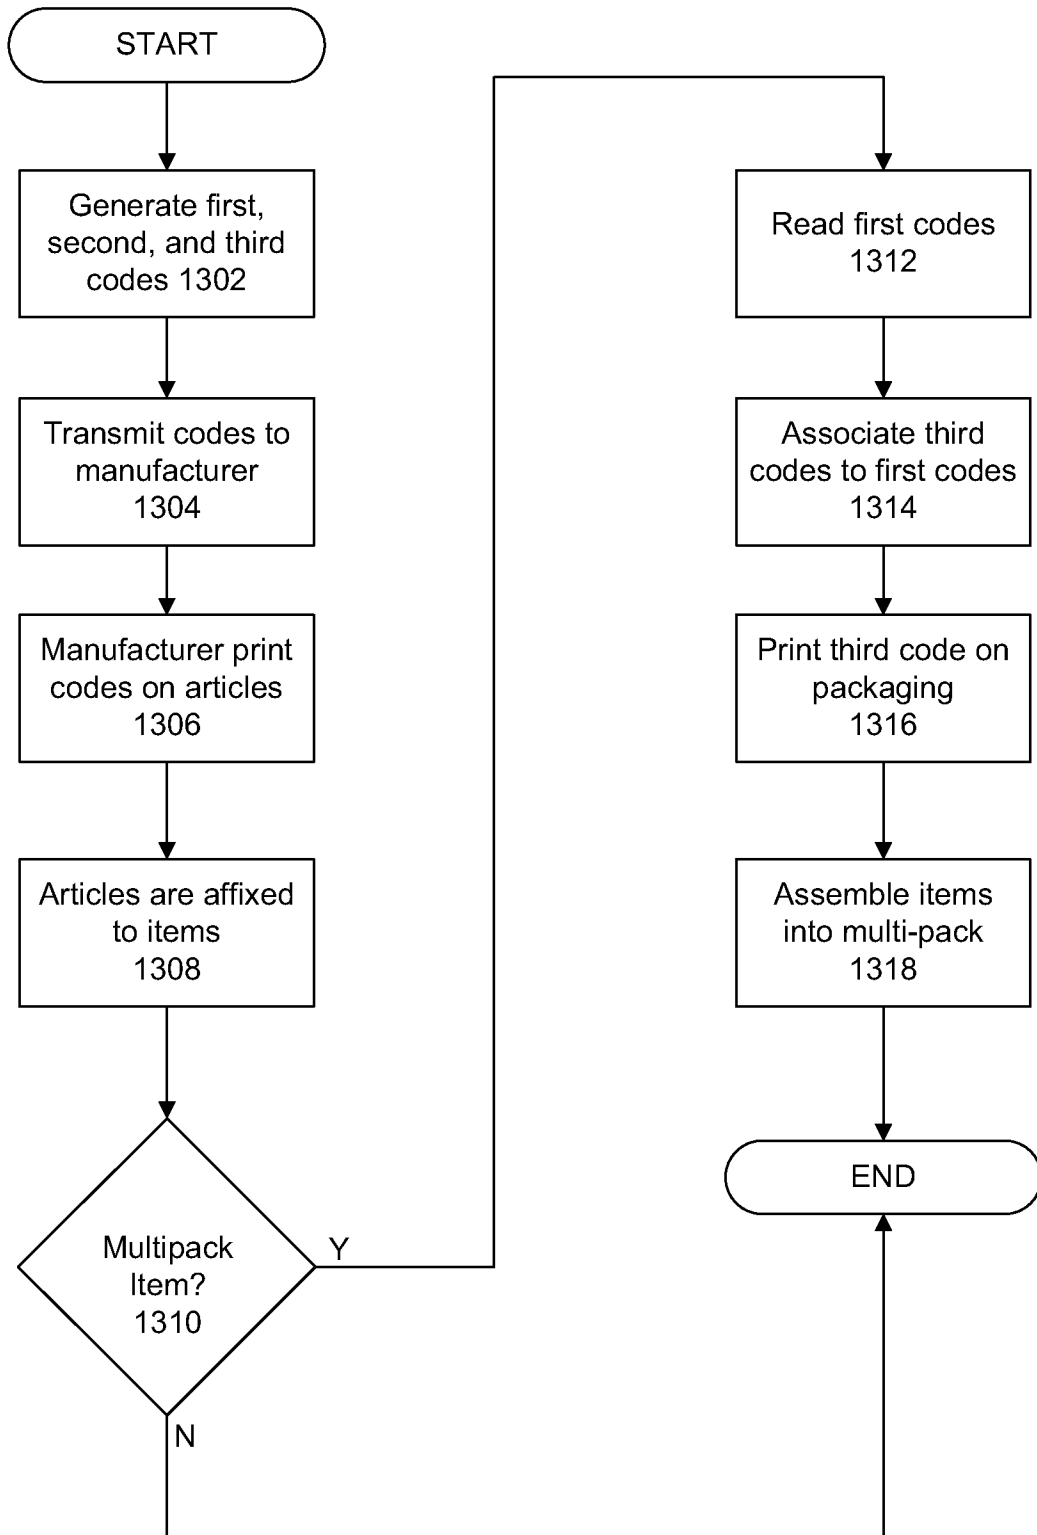 START
Generate first,
second, and third
codes 1302
Transmit codes to
manufacturer
1304
Manufacturer print
codes on articles
1306
Articles are affixed
to items
1308
Multipack
Item?
1310
Y
N
Read first codes
1312
Associate third
codes to first codes
1314
Print third code on
packaging
1316
Assemble items
into multi-pack
1318
END